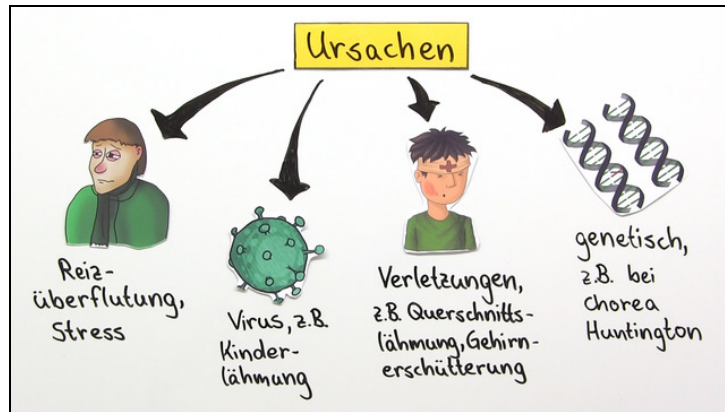 Ursachen
Reiz-
überflutung,
Stress
Virus, z.B.
Kinder-
lähmung
Verletzungen,
z.B. Querschnitts-
lähmung, Gehirn-
erschütterung
genetisch,
z.B. bei
Chorea
Huntington